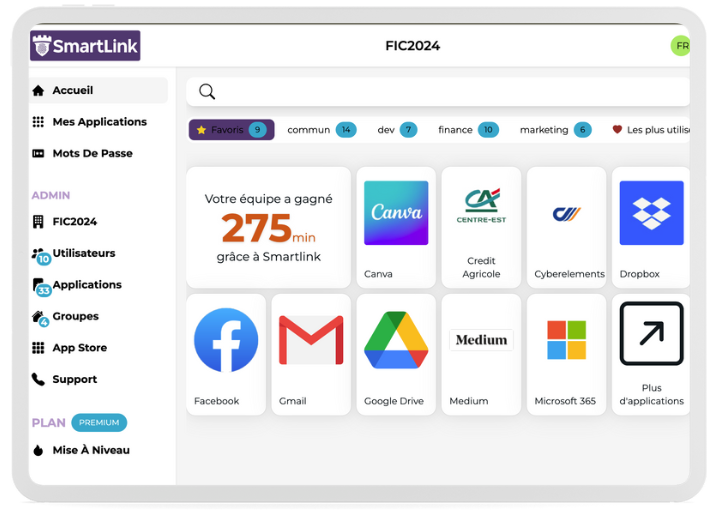 SmartLink
FIC2024
FR
Accueil
Mes Applications
Mots De Passe
ADMIN
FIC2024
10 Utilisateurs
33 Applications
4 Groupes
App Store
Support
PLAN PREMIUM
Mise À Niveau
Favoris 9 commun 14 dev 7 finance 10 marketing 6 Les plus utilise
Votre équipe a gagné
275 min
grâce à Smartlink
Canva
Canva
CA
CENTRE-EST
Credit
Agricole
Cyberelements
Dropbox
Facebook
Gmail
Google Drive
Medium
Medium
Microsoft 365
Plus
d'applications